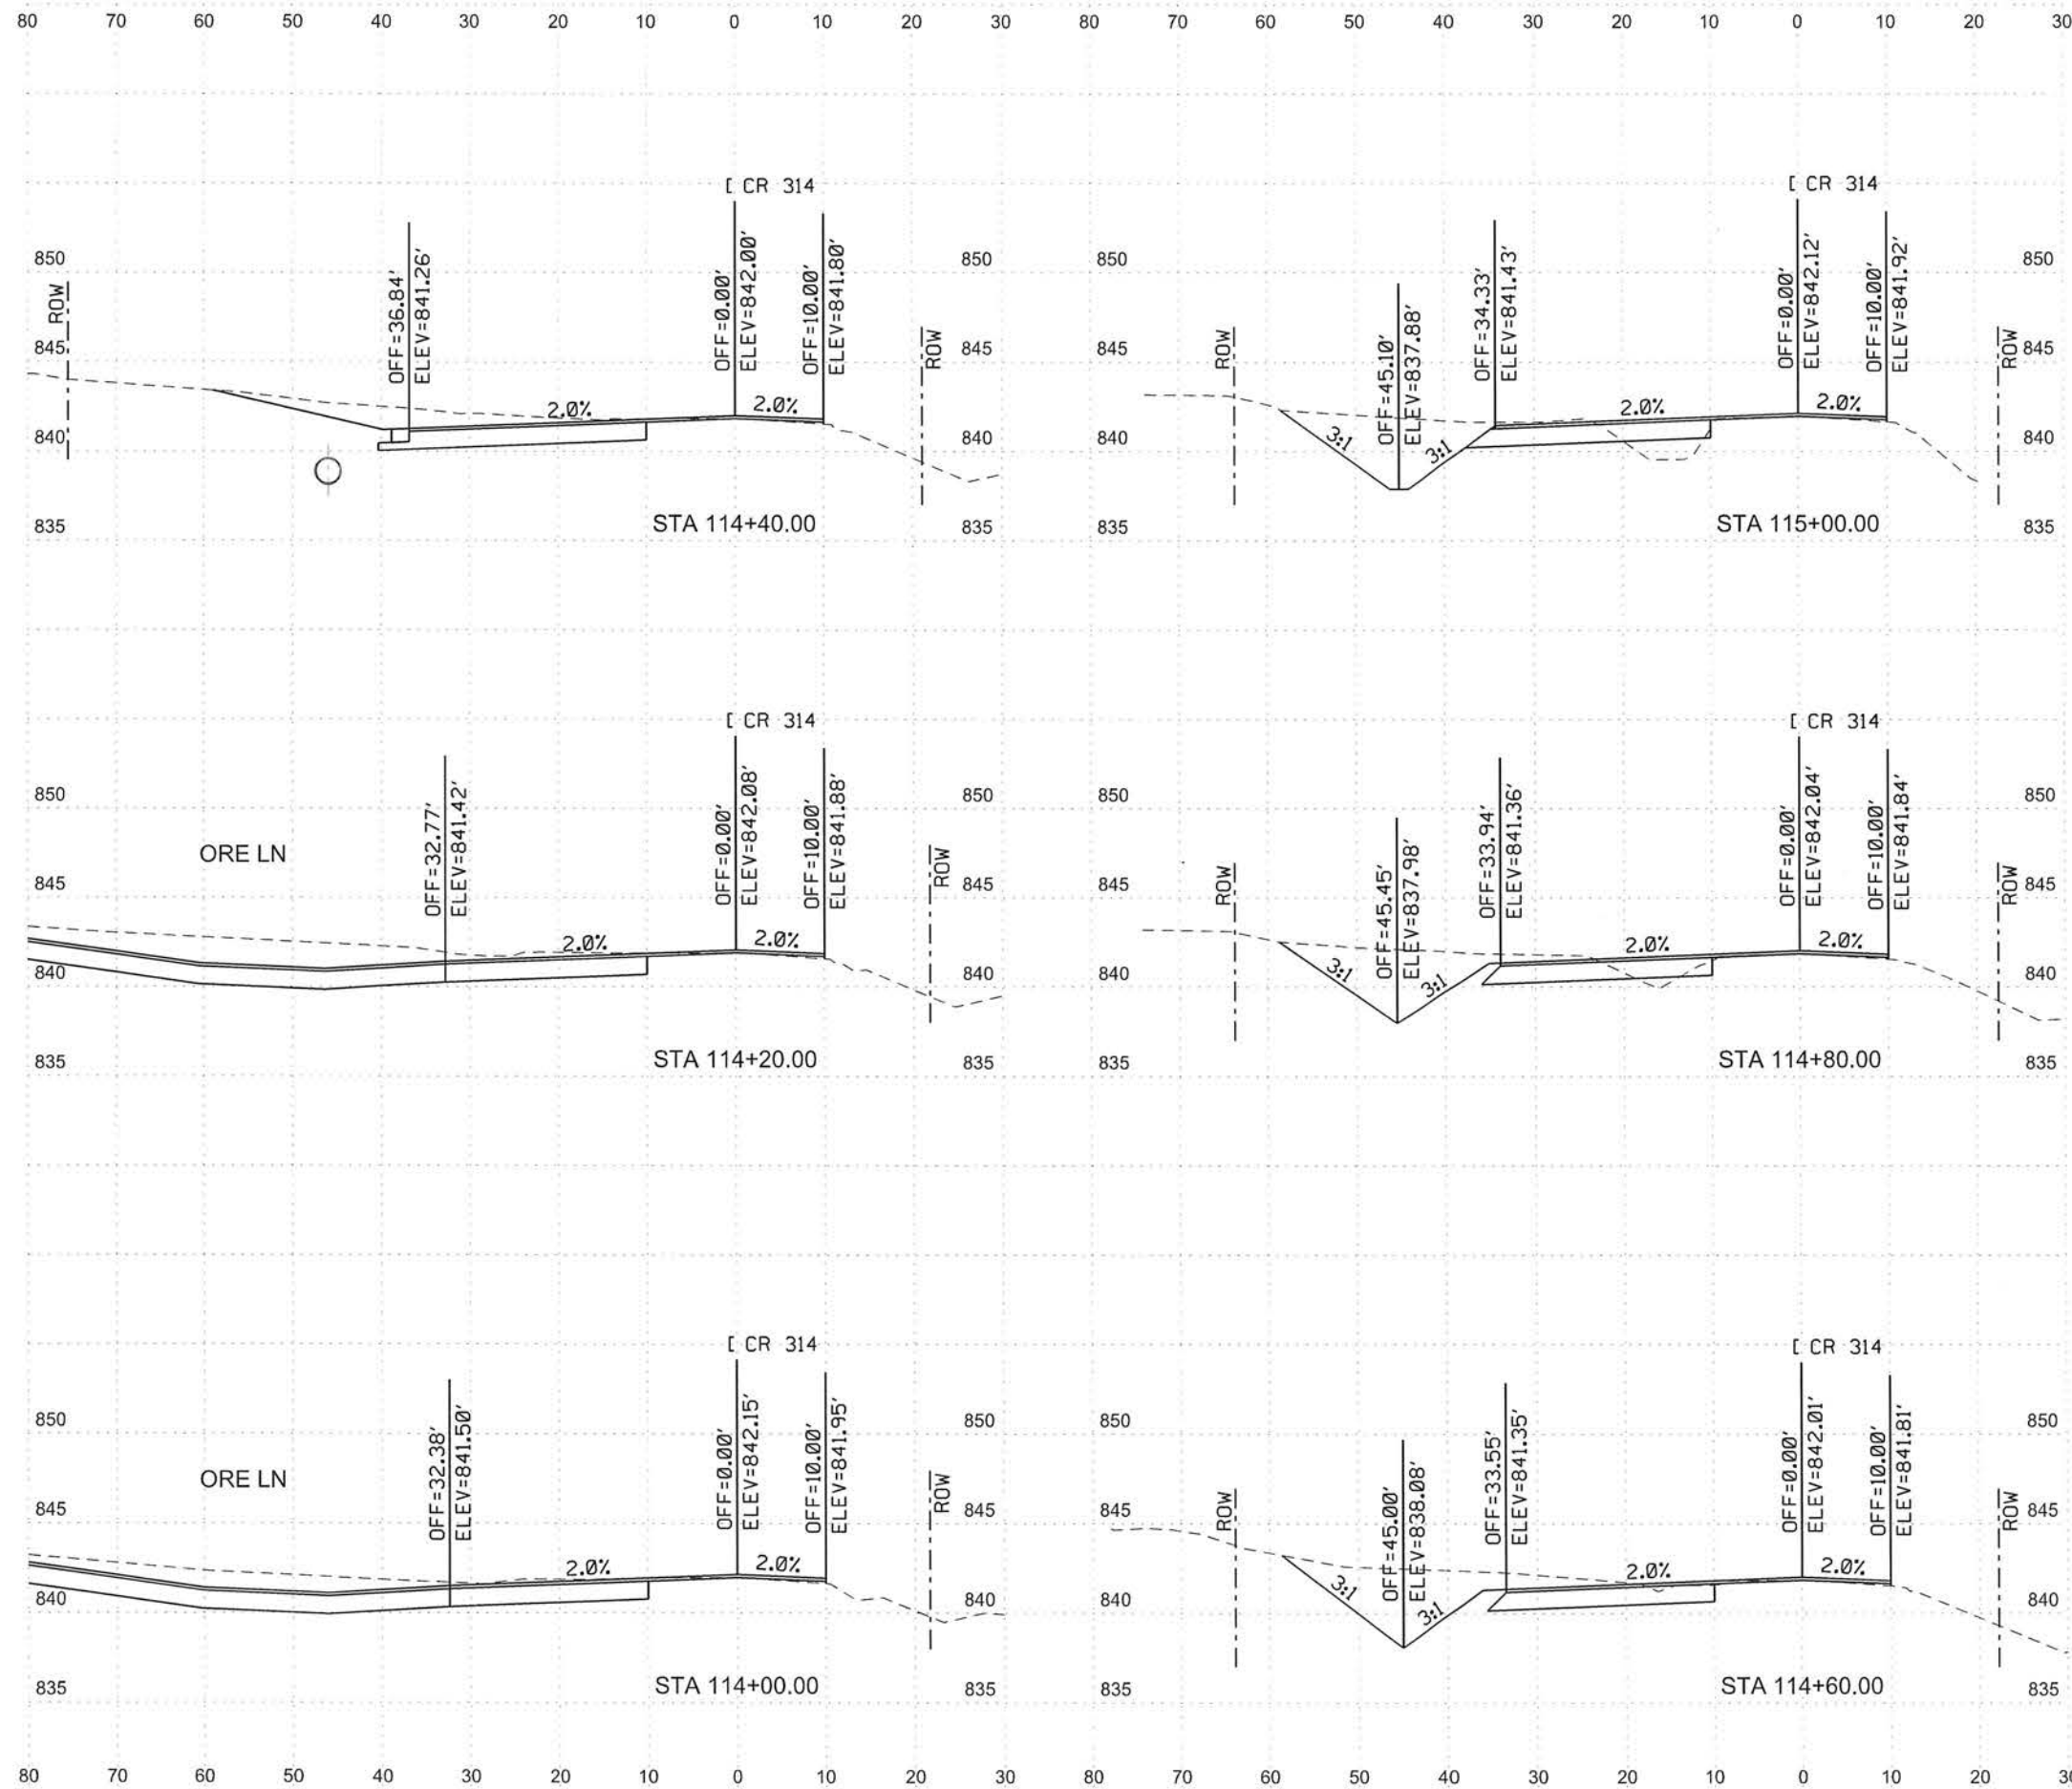 80 70 60 50 40 30 20 10 0 10 20 30 80 70 60 50 40 30 20 10 0 10 20 30
CR 314
850 850
845 845
840 840
835 835
ROW
OFF=36.84'
ELEV=841.26'
OFF=0.00'
ELEV=842.00'
OFF=10.00'
ELEV=841.80'
ROW
2.0% 2.0%
STA 114+40.00
CR 314
850 850
845 845
840 840
835 835
ROW
OFF=45.10'
ELEV=837.88'
OFF=34.33'
ELEV=841.43'
OFF=0.00'
ELEV=842.12'
OFF=10.00'
ELEV=841.92'
ROW
3:1 3:1 2.0% 2.0%
STA 115+00.00
CR 314
850 850
845 845
840 840
835 835
ORE LN
OFF=32.77'
ELEV=841.42'
OFF=0.00'
ELEV=842.08'
OFF=10.00'
ELEV=841.88'
ROW
2.0% 2.0%
STA 114+20.00
CR 314
850 850
845 845
840 840
835 835
ROW
OFF=45.45'
ELEV=837.98'
OFF=33.94'
ELEV=841.36'
OFF=0.00'
ELEV=842.04'
OFF=10.00'
ELEV=841.84'
ROW
3:1 3:1 2.0% 2.0%
STA 114+80.00
CR 314
850 850
845 845
840 840
835 835
ORE LN
OFF=32.38'
ELEV=841.50'
OFF=0.00'
ELEV=842.15'
OFF=10.00'
ELEV=841.95'
ROW
2.0% 2.0%
STA 114+00.00
CR 314
850 850
845 845
840 840
835 835
ROW
OFF=45.00'
ELEV=838.08'
OFF=33.55'
ELEV=841.35'
OFF=0.00'
ELEV=842.01'
OFF=10.00'
ELEV=841.81'
ROW
3:1 3:1 2.0% 2.0%
STA 114+60.00
80 70 60 50 40 30 20 10 0 10 20 30 60 50 40 30 20 10 0 10 20